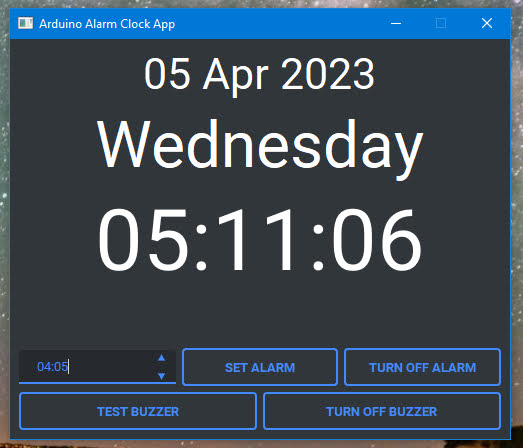 Arduino Alarm Clock App
05 Apr 2023
Wednesday
05:11:06
04:05 SET ALARM TURN OFF ALARM
TEST BUZZER TURN OFF BUZZER